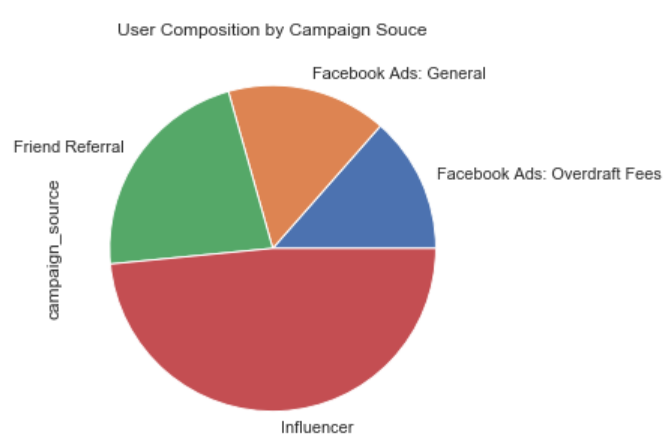 User Composition by Campaign Souce
Facebook Ads: General
Friend Referral
Facebook Ads: Overdraft Fees
campaign_source
Influencer